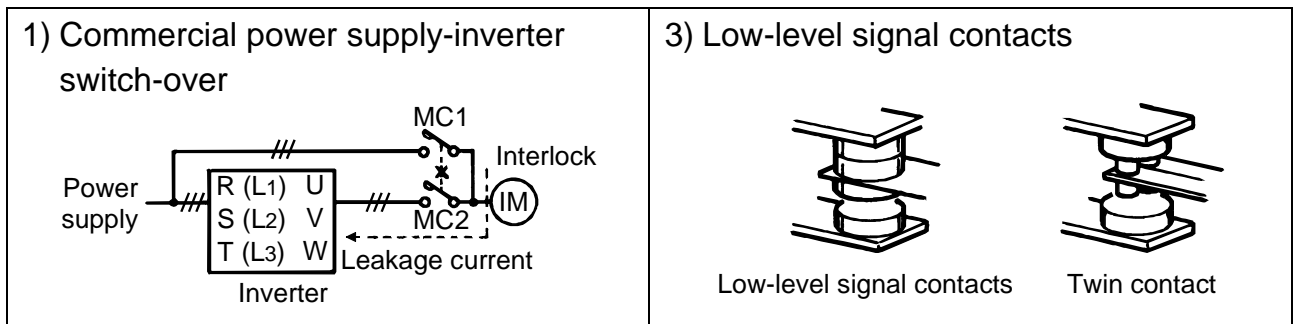 1) Commercial power supply-inverter
switch-over
MC1
Interlock
Power
supply
R (L1) U
S (L2) V
T (L3) W
MC2
IM
Leakage current
Inverter
3) Low-level signal contacts
Low-level signal contacts
Twin contact